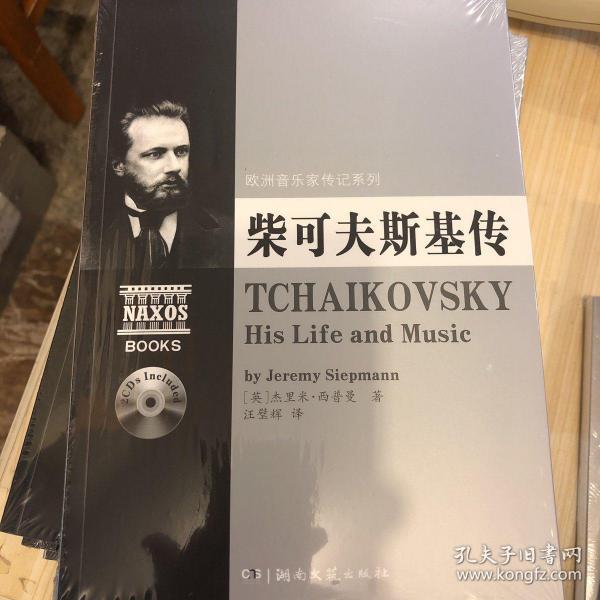 欧洲音乐家传记系列
柴可夫斯基传
TCHAIKOVSKY
His Life and Music
by Jeremy Siepmann
[英]杰里米·西普曼 著
汪璧辉 译
NAXOS
BOOKS
2CDs Included
CS 湖南文艺出版社
孔夫子旧书网
www.kongfz.com